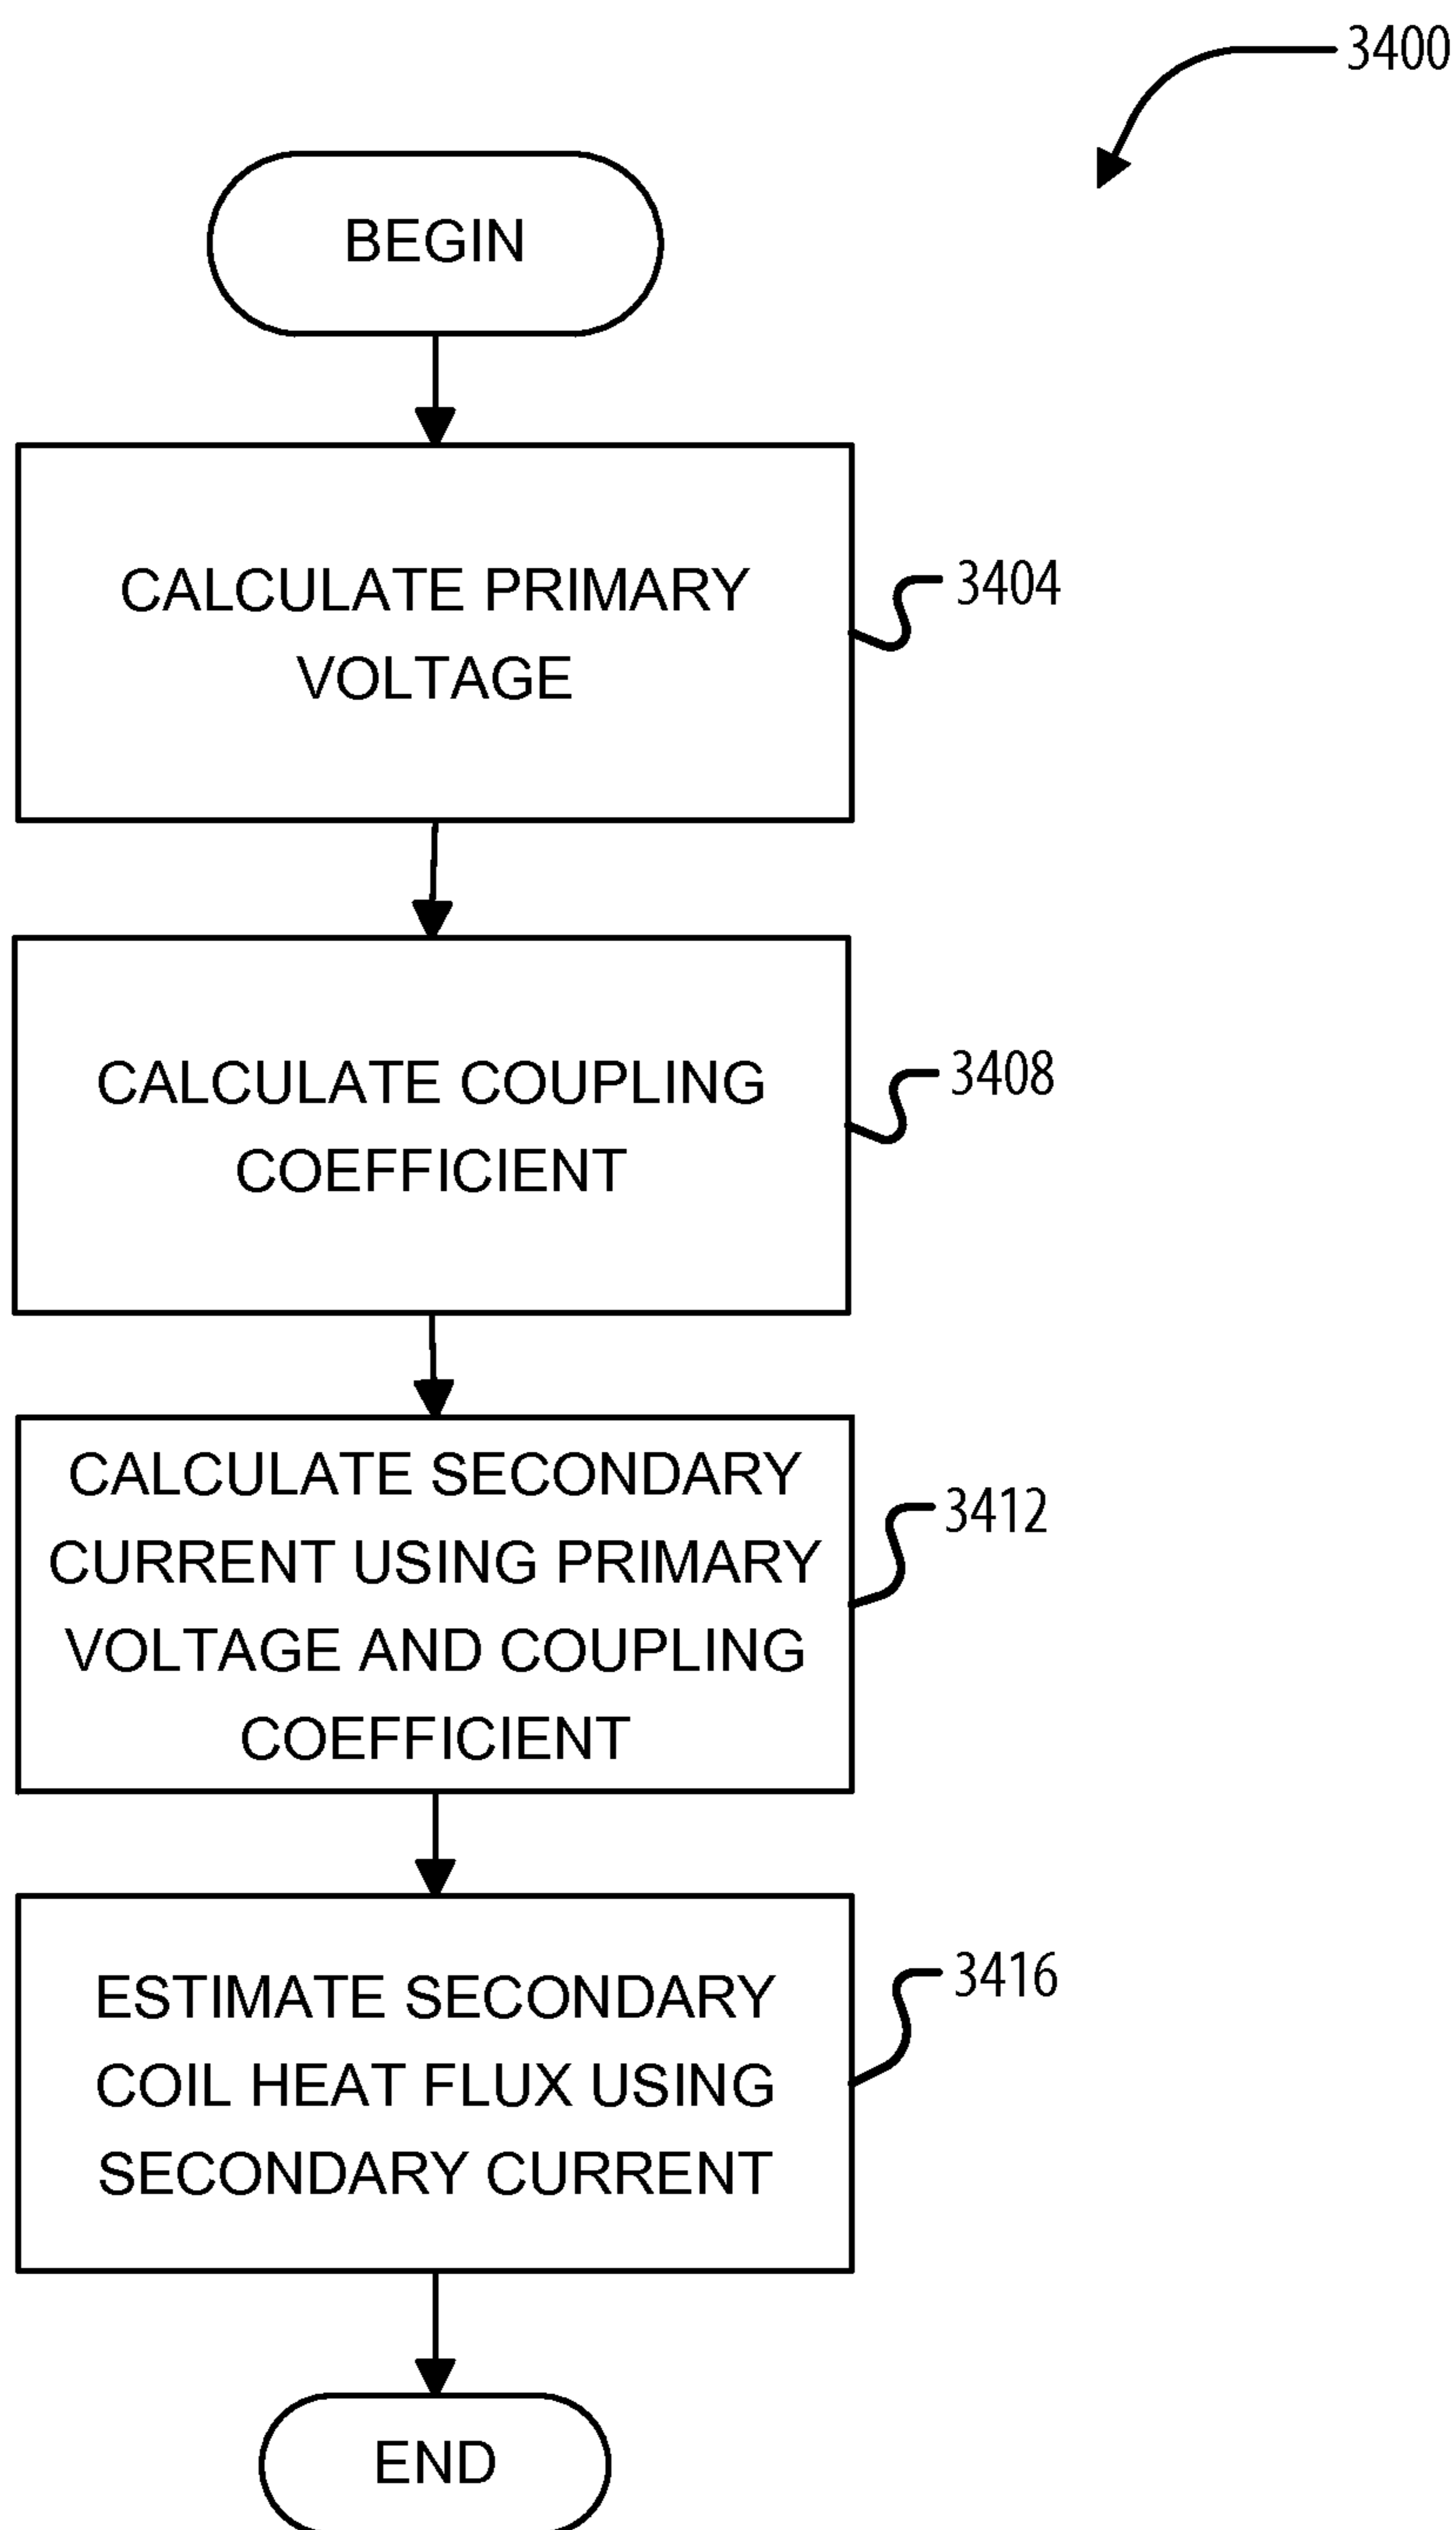 3400
BEGIN
CALCULATE PRIMARY
VOLTAGE
3404
CALCULATE COUPLING
COEFFICIENT
3408
CALCULATE SECONDARY
CURRENT USING PRIMARY
VOLTAGE AND COUPLING
COEFFICIENT
3412
ESTIMATE SECONDARY
COIL HEAT FLUX USING
SECONDARY CURRENT
3416
END